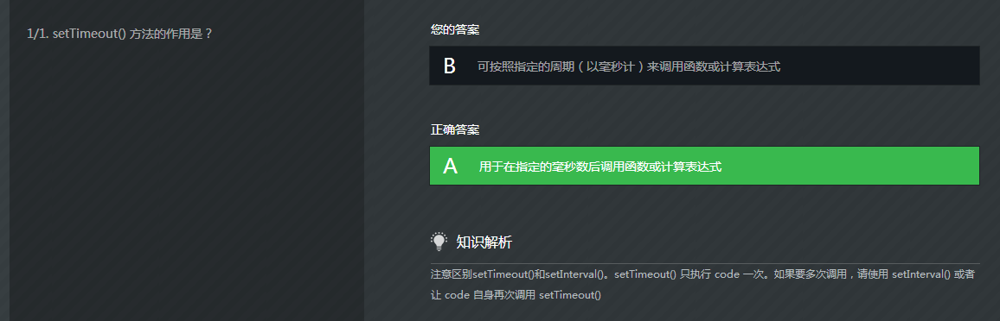 1/1. setTimeout() 方法的作用是？
您的答案
B 可按照指定的周期（以毫秒计）来调用函数或计算表达式
正确答案
A 用于在指定的毫秒数后调用函数或计算表达式
知识解析
注意区别setTimeout()和setInterval()。setTimeout() 只执行 code 一次。如果要多次调用，请使用 setInterval() 或者
让 code 自身再次调用 setTimeout()